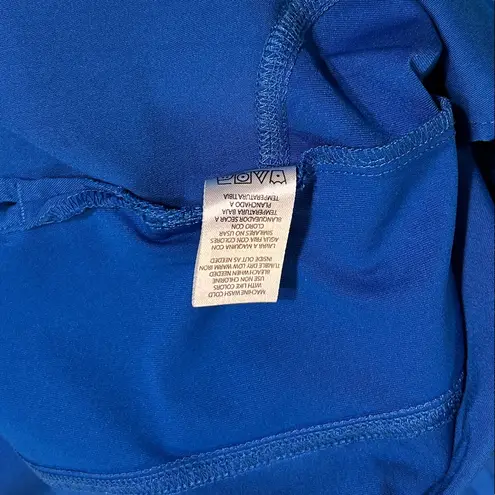 MACHINE WASH COLD
WITH LIKE COLORS
USE NON CHLORINE
BLEACH WHEN NEEDED
TUMBLE DRY LOW WARM IRON
INSIDE OUT AS NEEDED
LAVAR A MAQUINA CON
AGUA FRIA CON COLORES
SIMILARES NO USAR
CLORO CON
BLANQUEADOR SECAR A
TEMPERATURA BAJA
PLANCHADO A
TEMPERATURA TIBIA